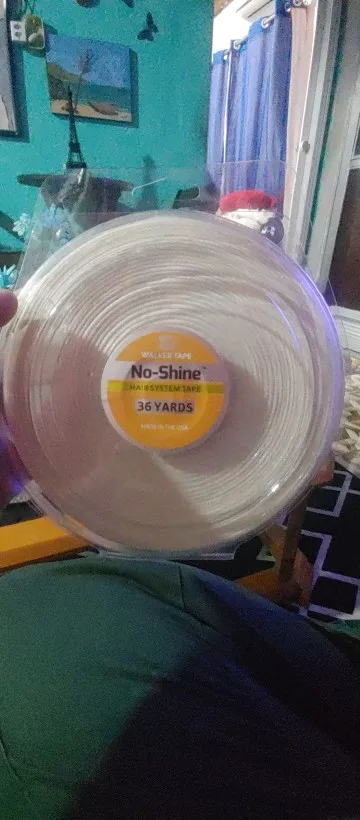 WALKER TAPE
No-Shine™
HAIR SYSTEM TAPE
36 YARDS
MADE IN THE USA